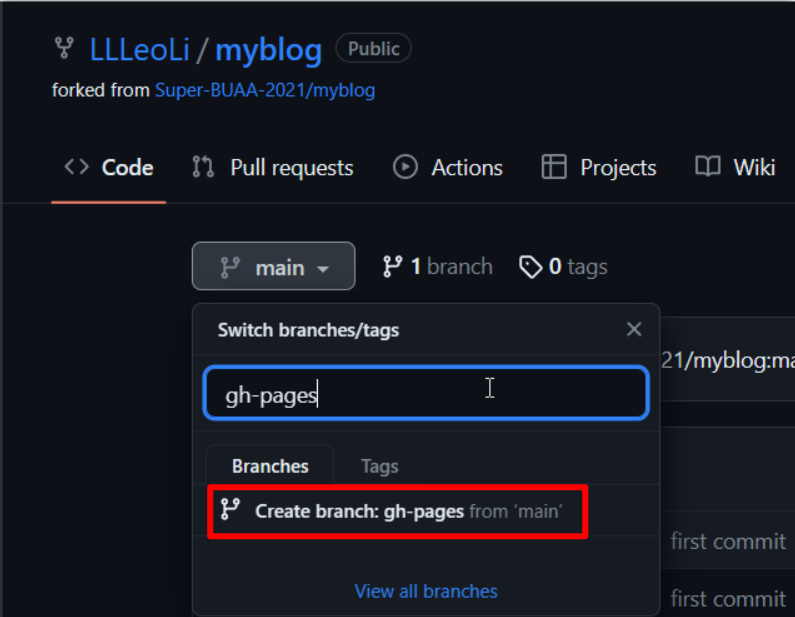 LLLeoLi / myblog Public
forked from Super-BUAA-2021/myblog
<> Code Pull requests Actions Projects Wiki
main 1 branch 0 tags
Switch branches/tags
21/myblog:ma
gh-pages
Branches Tags
Create branch: gh-pages from 'main'
first commit
View all branches
first commit